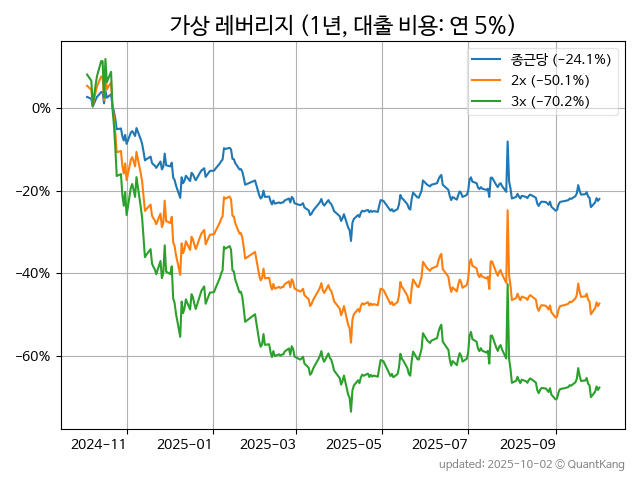 가상 레버리지 (1년, 대출 비용: 연 5%)
종근당 (−24.1%)
2x (−50.1%)
3x (−70.2%)
0%
−20%
−40%
−60%
2024-11 2025-01 2025-03 2025-05 2025-07 2025-09
updated: 2025-10-02 © QuantKang